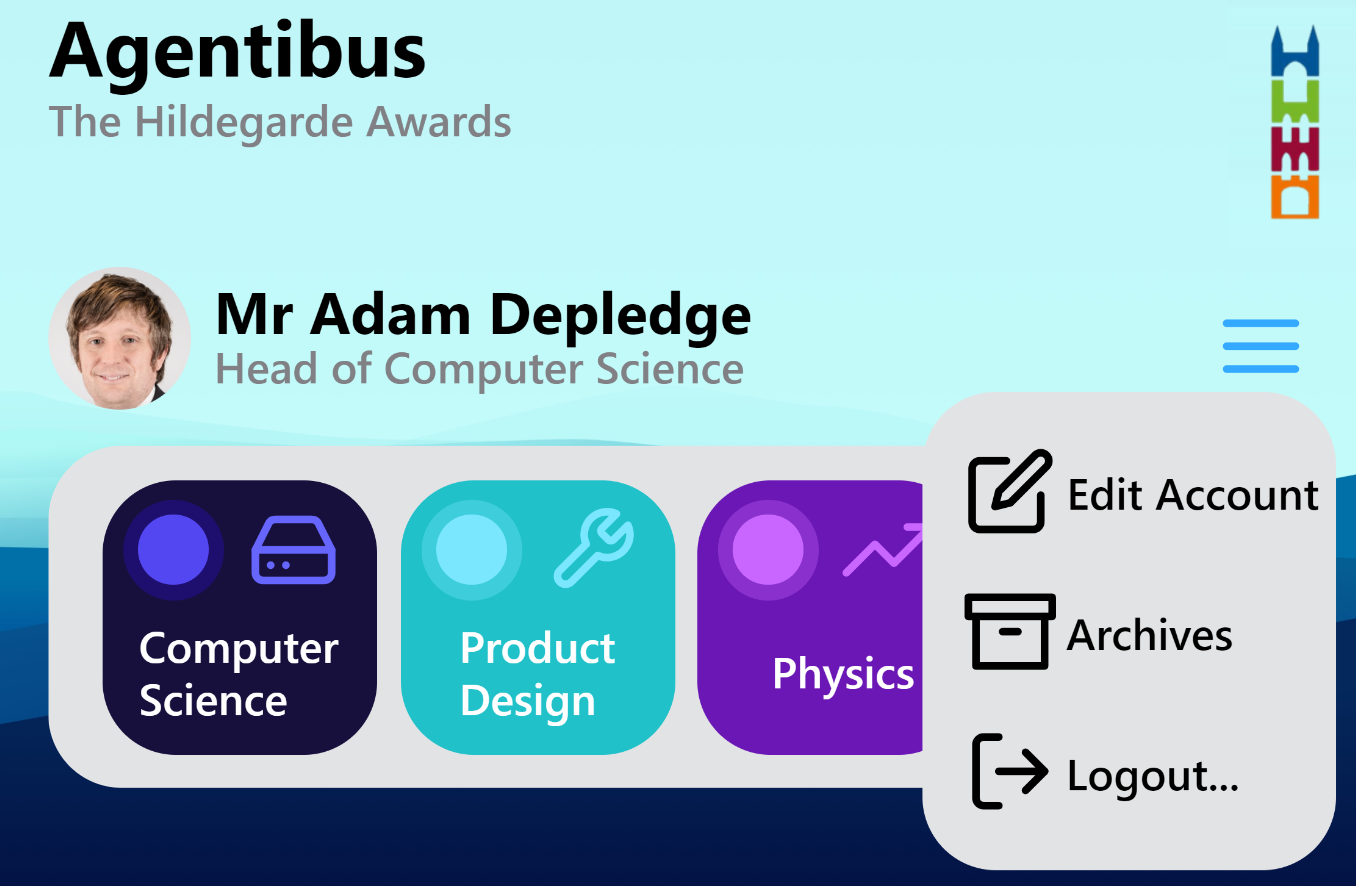 Agentibus
The Hildegarde Awards
Mr Adam Depledge
Head of Computer Science
Computer
Science
Product
Design
Physics
Edit Account
Archives
Logout...